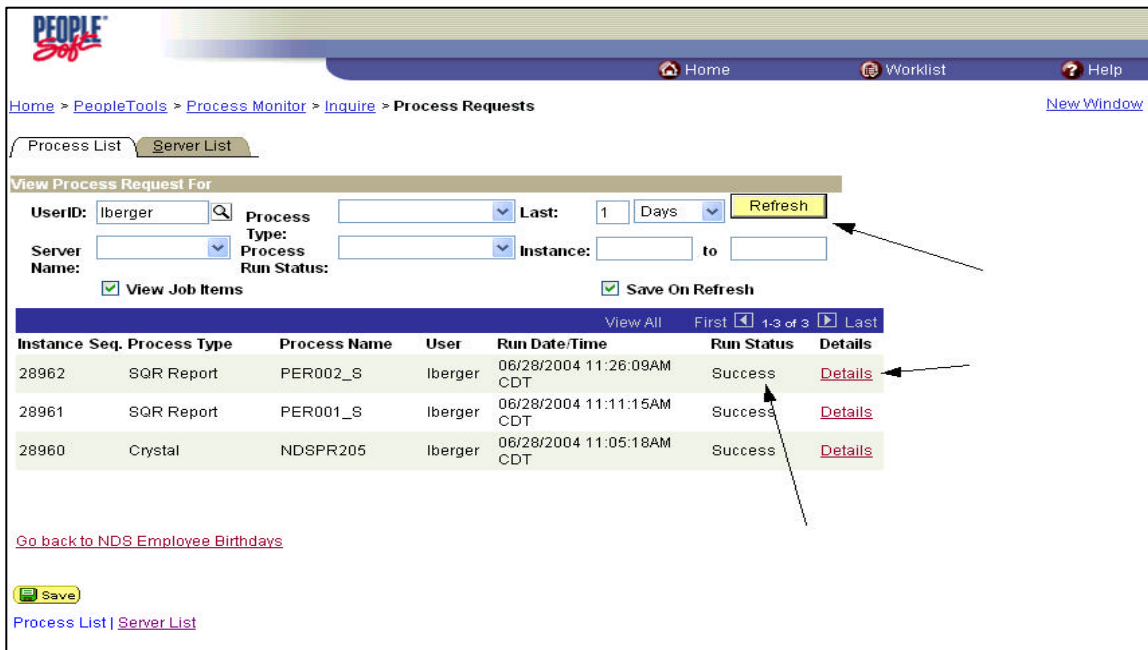 PEOPLE
Soft
Home Worklist Help
Home > PeopleTools > Process Monitor > Inquire > Process Requests New Window
Process List Server List
View Process Request For
UserID: lberger Process Type: Last: 1 Days Refresh
Server Name: Process Run Status: Instance: to
View Job Items Save On Refresh
View All First 1-3 of 3 Last
Instance Seq. Process Type Process Name User Run Date/Time Run Status Details
28962 SQR Report PER002_S lberger 06/28/2004 11:26:09AM CDT Success Details
28961 SQR Report PER001_S lberger 06/28/2004 11:11:15AM CDT Success Details
28960 Crystal NDSPR205 lberger 06/28/2004 11:05:18AM CDT Success Details
Go back to NDS Employee Birthdays
Save
Process List | Server List